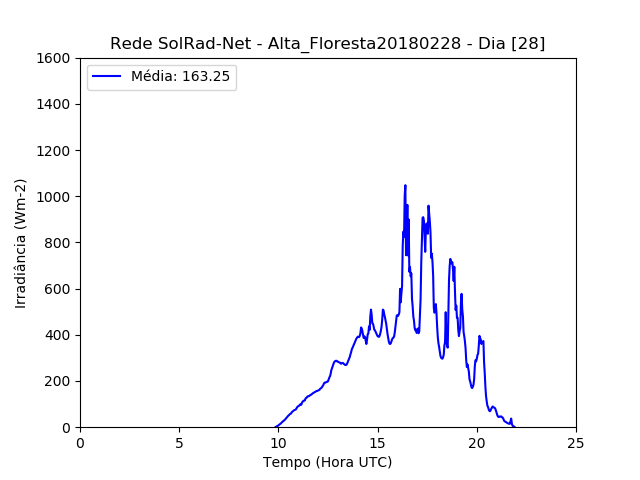 Rede SolRad-Net - Alta_Floresta20180228 - Dia [28]
Média: 163.25
Irradiância (Wm-2)
1600
1400
1200
1000
800
600
400
200
0
0 5 10 15 20 25
Tempo (Hora UTC)